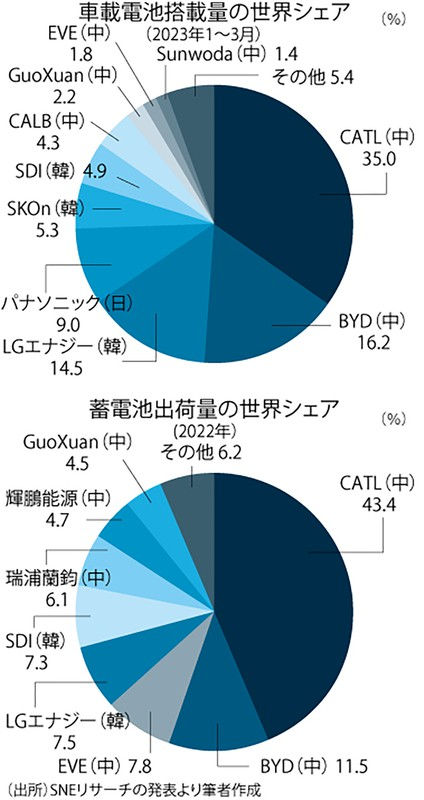 車載電池搭載量の世界シェア
(2023年1～3月)
(%)
EVE(中)
1.8
Sunwoda(中) 1.4
GuoXuan(中)
2.2
その他 5.4
CALB(中)
4.3
CATL(中)
35.0
SDI(韓) 4.9
SKOn(韓)
5.3
パナソニック(日)
9.0
BYD(中)
16.2
LGエナジー(韓)
14.5
蓄電池出荷量の世界シェア
(2022年)
(%)
その他 6.2
GuoXuan(中)
4.5
CATL(中)
43.4
輝鵬能源(中)
4.7
瑞浦蘭鈞(中)
6.1
SDI(韓)
7.3
LGエナジー(韓)
7.5
EVE(中) 7.8
BYD(中) 11.5
(出所)SNEリサーチの発表より筆者作成